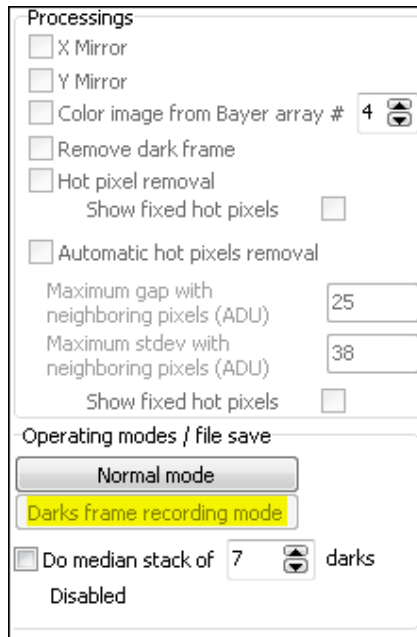 Processings
X Mirror
Y Mirror
Color image from Bayer array # 4
Remove dark frame
Hot pixel removal
Show fixed hot pixels
Automatic hot pixels removal
Maximum gap with
neighboring pixels (ADU) 25
Maximum stdev with
neighboring pixels (ADU) 38
Show fixed hot pixels
Operating modes / file save
Normal mode
Darks frame recording mode
Do median stack of 7 darks
Disabled